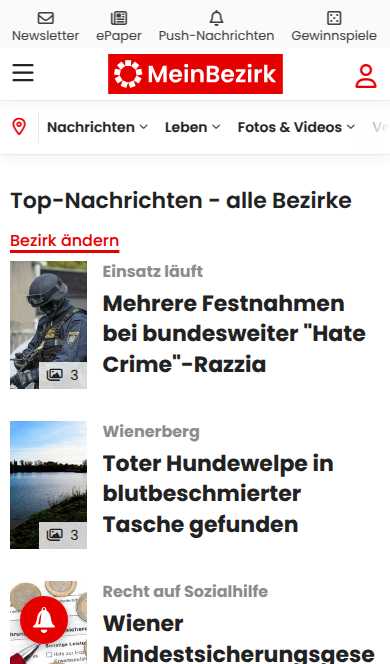 Newsletter ePaper Push-Nachrichten Gewinnspiele
MeinBezirk
Nachrichten Leben Fotos & Videos
Top-Nachrichten - alle Bezirke
Bezirk ändern
Einsatz läuft
Mehrere Festnahmen
bei bundesweiter "Hate
Crime"-Razzia
3
Wienerberg
Toter Hundewelpe in
blutbeschmierter
Tasche gefunden
3
Recht auf Sozialhilfe
Wiener
Mindestsicherungsgese